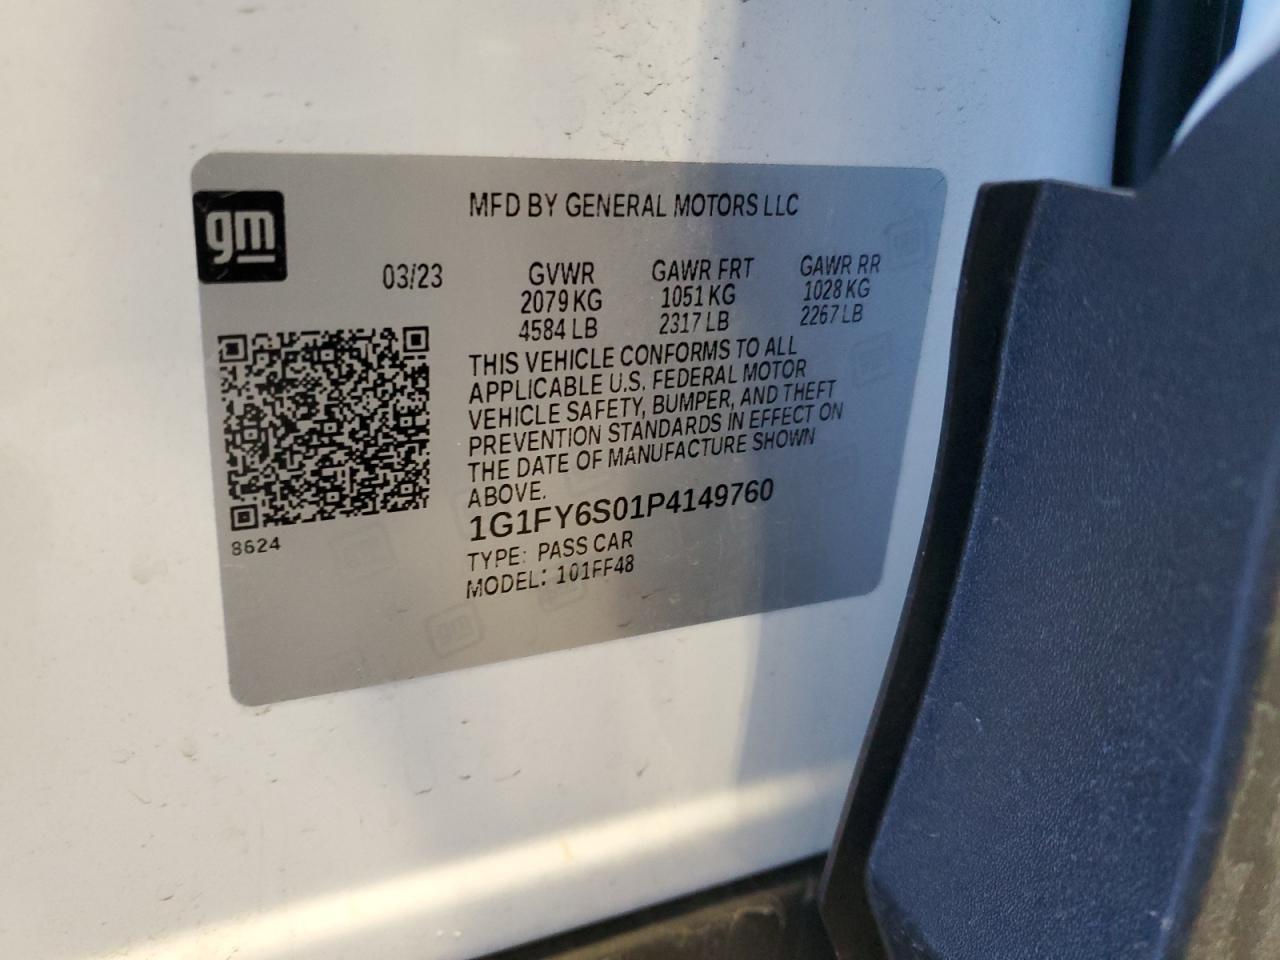 gm
MFD BY GENERAL MOTORS LLC
03/23
GVWR GAWR FRT GAWR RR
2079 KG 1051 KG 1028 KG
4584 LB 2317 LB 2267 LB
THIS VEHICLE CONFORMS TO ALL
APPLICABLE U.S. FEDERAL MOTOR
VEHICLE SAFETY, BUMPER, AND THEFT
PREVENTION STANDARDS IN EFFECT ON
THE DATE OF MANUFACTURE SHOWN
ABOVE.
1G1FY6S01P4149760
8624
TYPE: PASS CAR
MODEL: 101FF48
gm